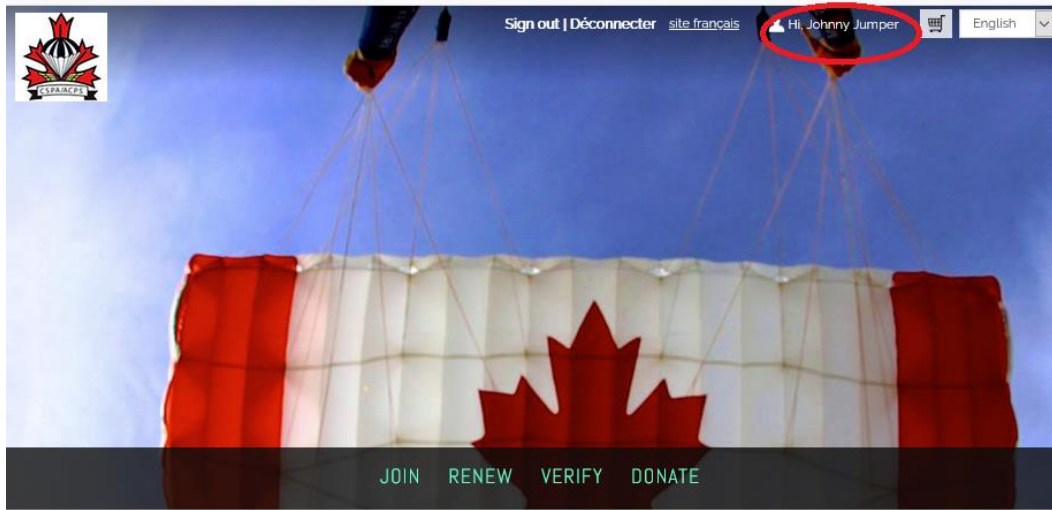 Sign out | Déconnecter site français Hi, Johnny Jumper English
CSPA/ACPS
JOIN RENEW VERIFY DONATE